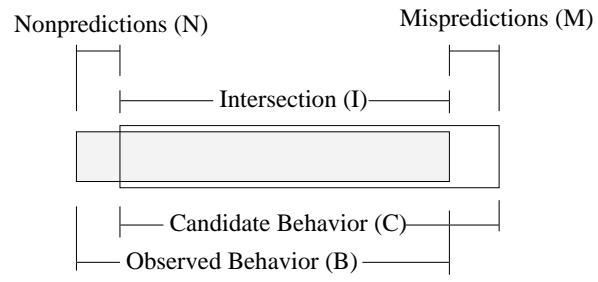 Nonpredictions (N)
Mispredictions (M)
Intersection (I)
Candidate Behavior (C)
Observed Behavior (B)